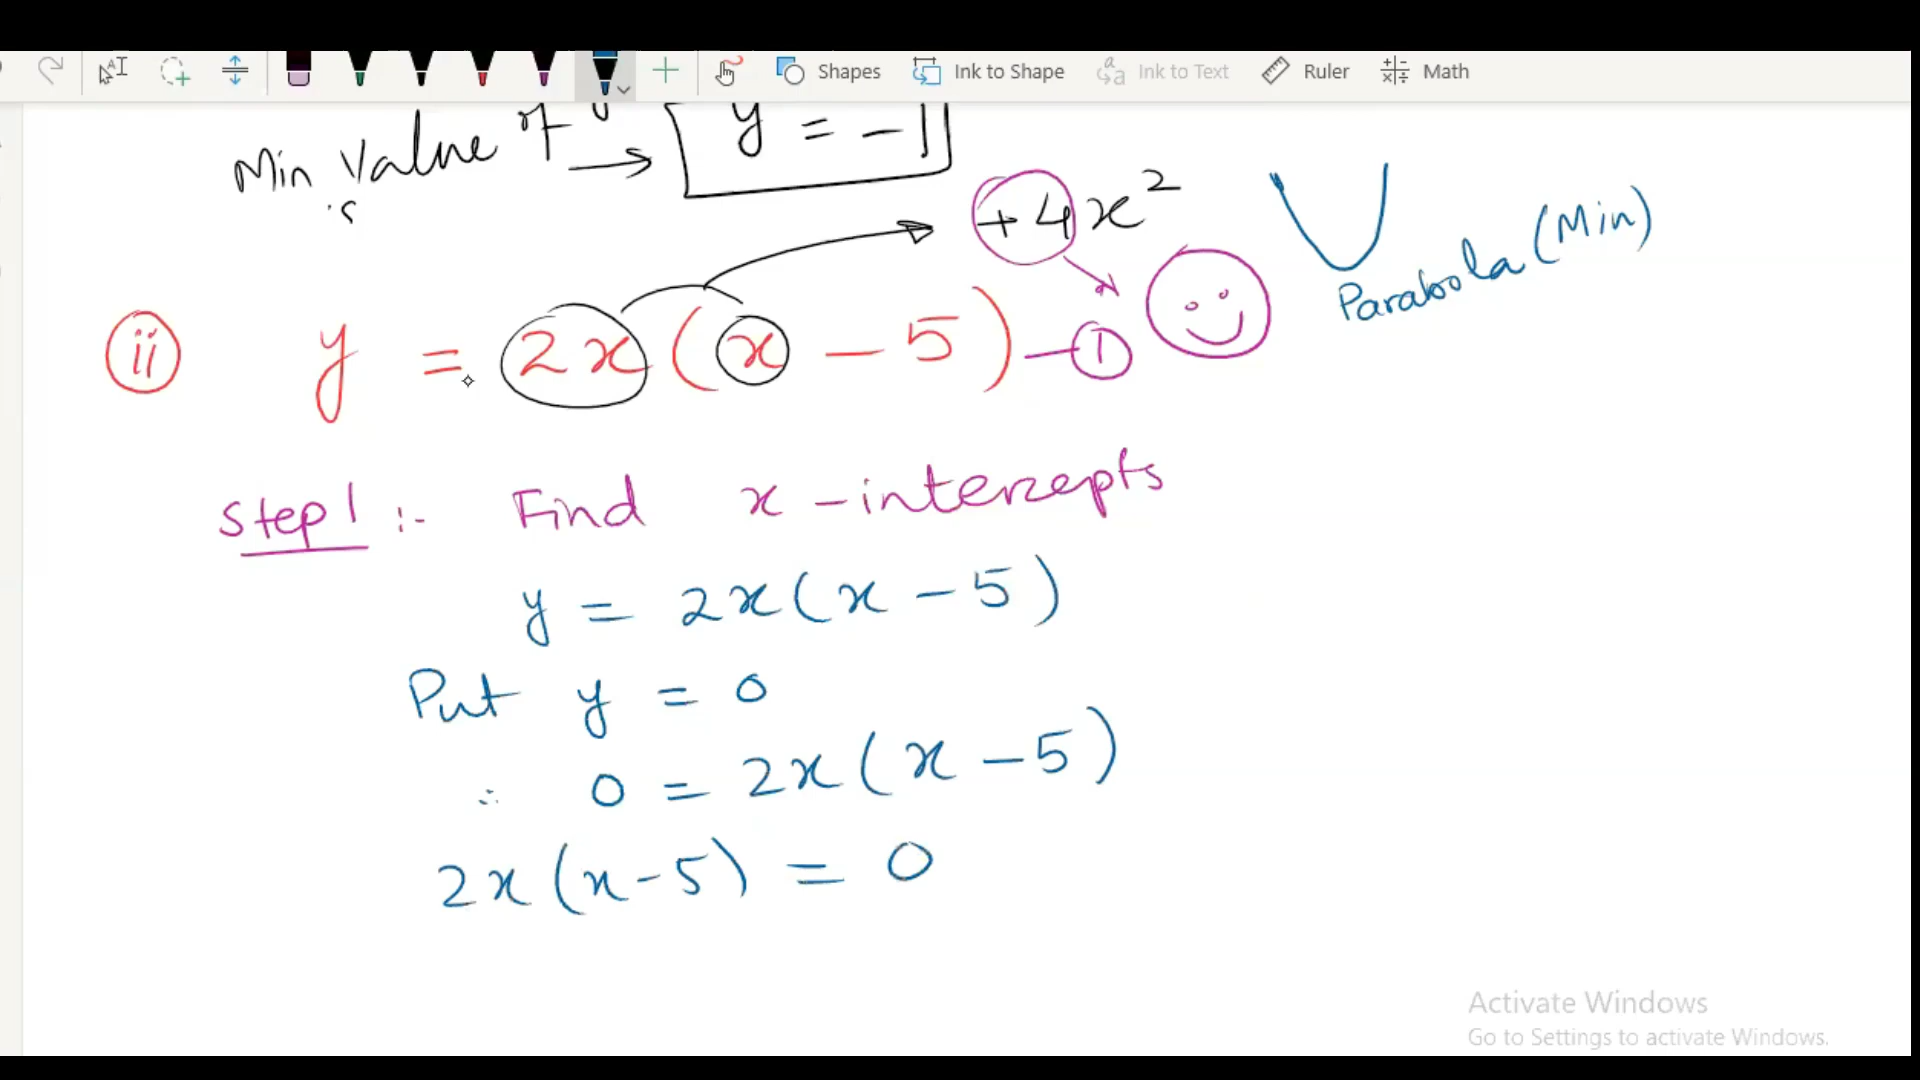 Shapes Ink to Shape Ink to Text Ruler Math
Min Value of y → y = -1
is
+4x²
Parabola (Min)
ii y = 2x(x - 5) — 1
Step 1 :- Find x-intercepts
y = 2x(x - 5)
Put y = 0
∴ 0 = 2x(x - 5)
2x(x-5) = 0
Activate Windows
Go to Settings to activate Windows.